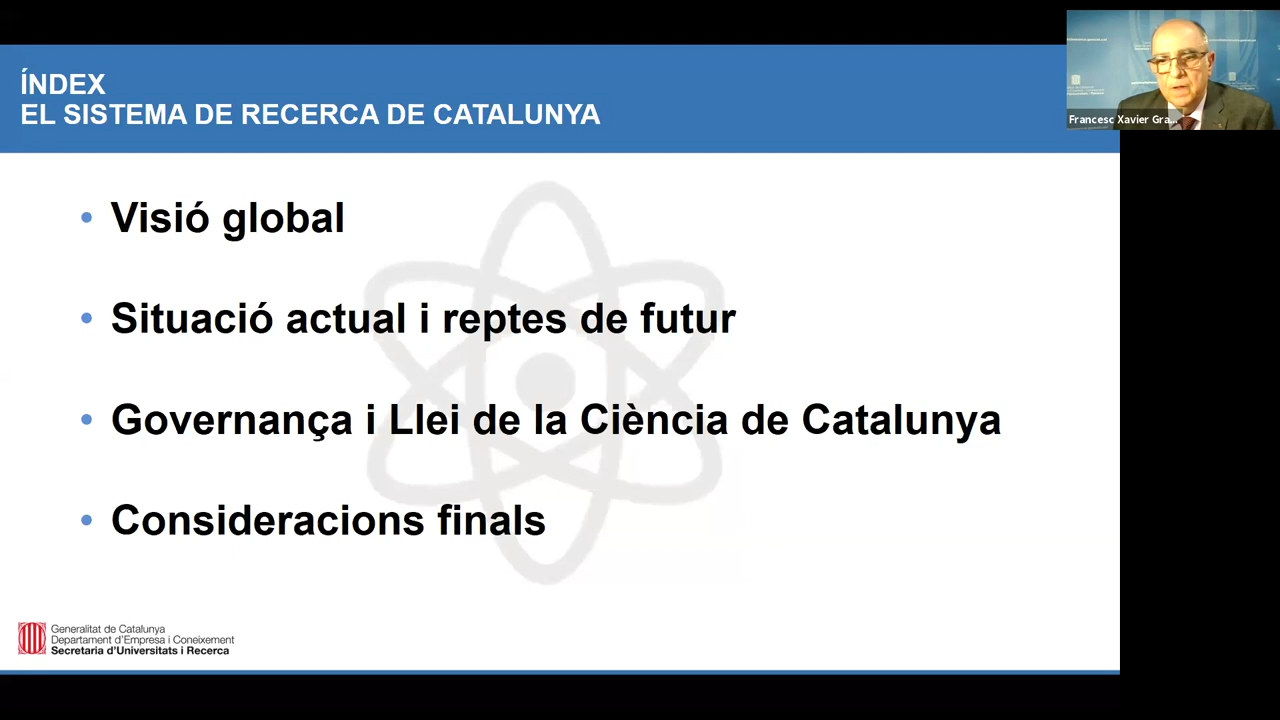 ÍNDEX
EL SISTEMA DE RECERCA DE CATALUNYA
Francesc Xavier Gra...
• Visió global
• Situació actual i reptes de futur
• Governança i Llei de la Ciència de Catalunya
• Consideracions finals
Generalitat de Catalunya
Departament d'Empresa i Coneixement
Secretaria d'Universitats i Recerca